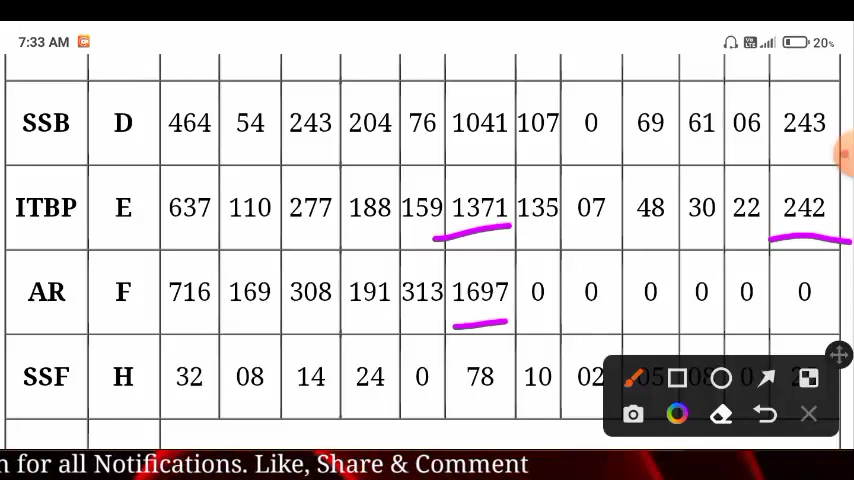 7:33 AM 20%
SSB D 464 54 243 204 76 1041 107 0 69 61 06 243
ITBP E 637 110 277 188 159 1371 135 07 48 30 22 242
AR F 716 169 308 191 313 1697 0 0 0 0 0 0
SSF H 32 08 14 24 0 78 10 02 05 08 0
n for all Notifications. Like, Share & Comment